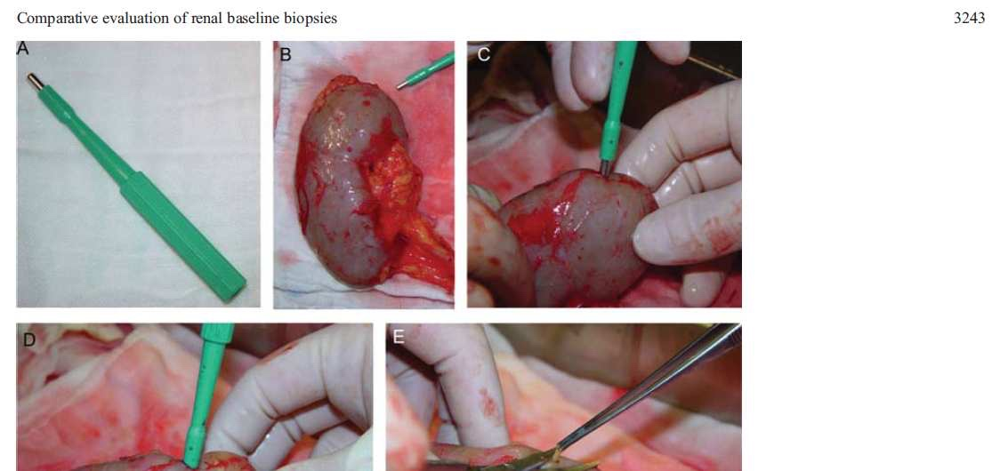 Comparative evaluation of renal baseline biopsies 3243
A
B
C
D
E